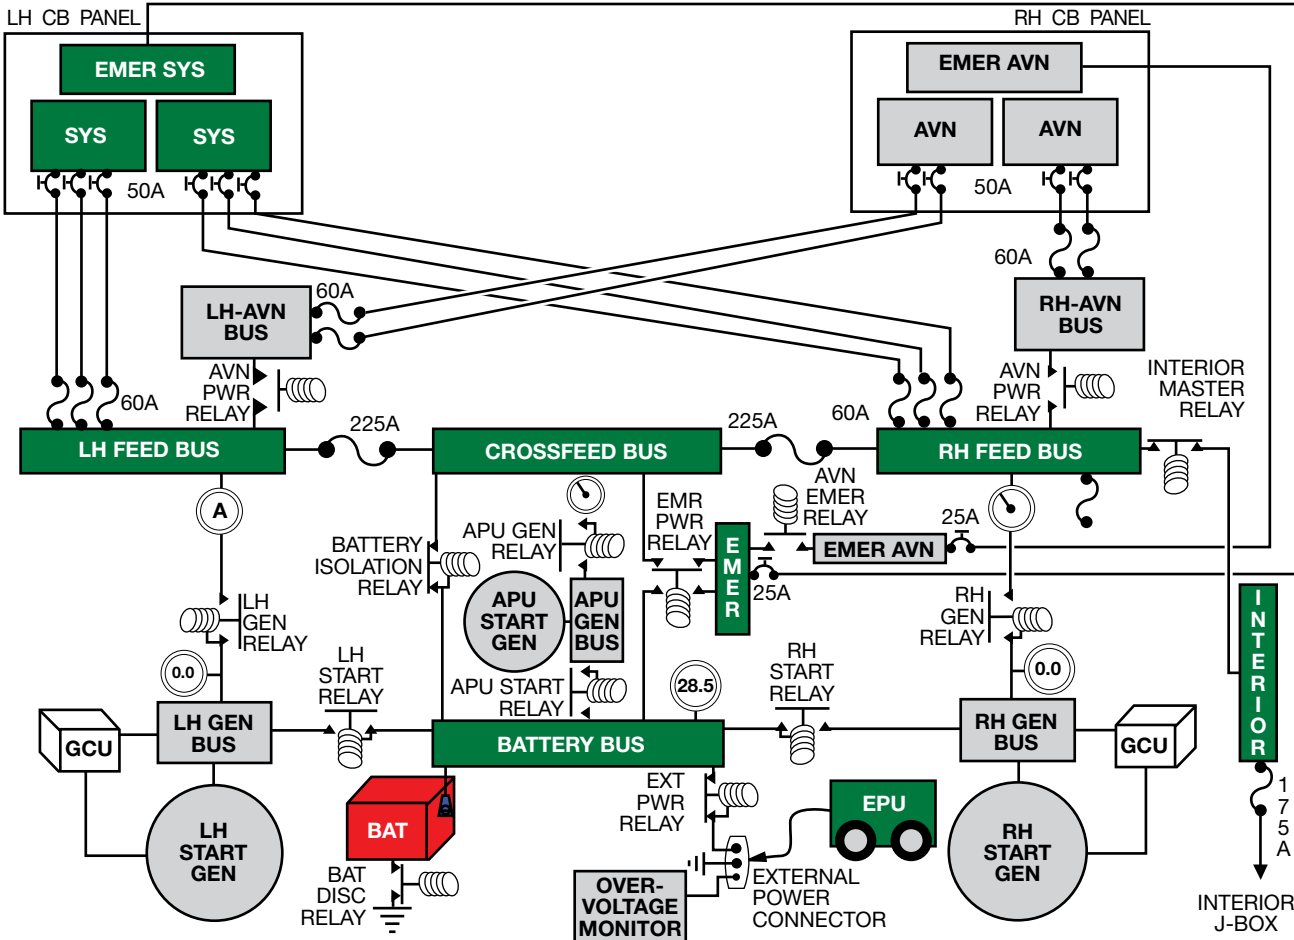 LH CB PANEL
RH CB PANEL
EMER SYS
EMER AVN
SYS
SYS
AVN
AVN
50A
50A
60A
60A
LH-AVN
BUS
RH-AVN
BUS
AVN
PWR
RELAY
AVN
PWR
RELAY
INTERIOR
MASTER
RELAY
60A
225A
225A
60A
LH FEED BUS
CROSSFEED BUS
RH FEED BUS
A
BATTERY
ISOLATION
RELAY
APU GEN
RELAY
EMR
PWR
RELAY
AVN
EMER
RELAY
25A
EMER
EMER AVN
25A
APU
START
GEN
APU
GEN
BUS
LH
GEN
RELAY
RH
GEN
RELAY
INTERIOR
0.0
LH
START
RELAY
APU START
RELAY
28.5
RH
START
RELAY
0.0
GCU
LH GEN
BUS
BATTERY BUS
RH GEN
BUS
GCU
LH
START
GEN
BAT
EXT
PWR
RELAY
EPU
RH
START
GEN
175A
BAT
DISC
RELAY
OVER-
VOLTAGE
MONITOR
EXTERNAL
POWER
CONNECTOR
INTERIOR
J-BOX